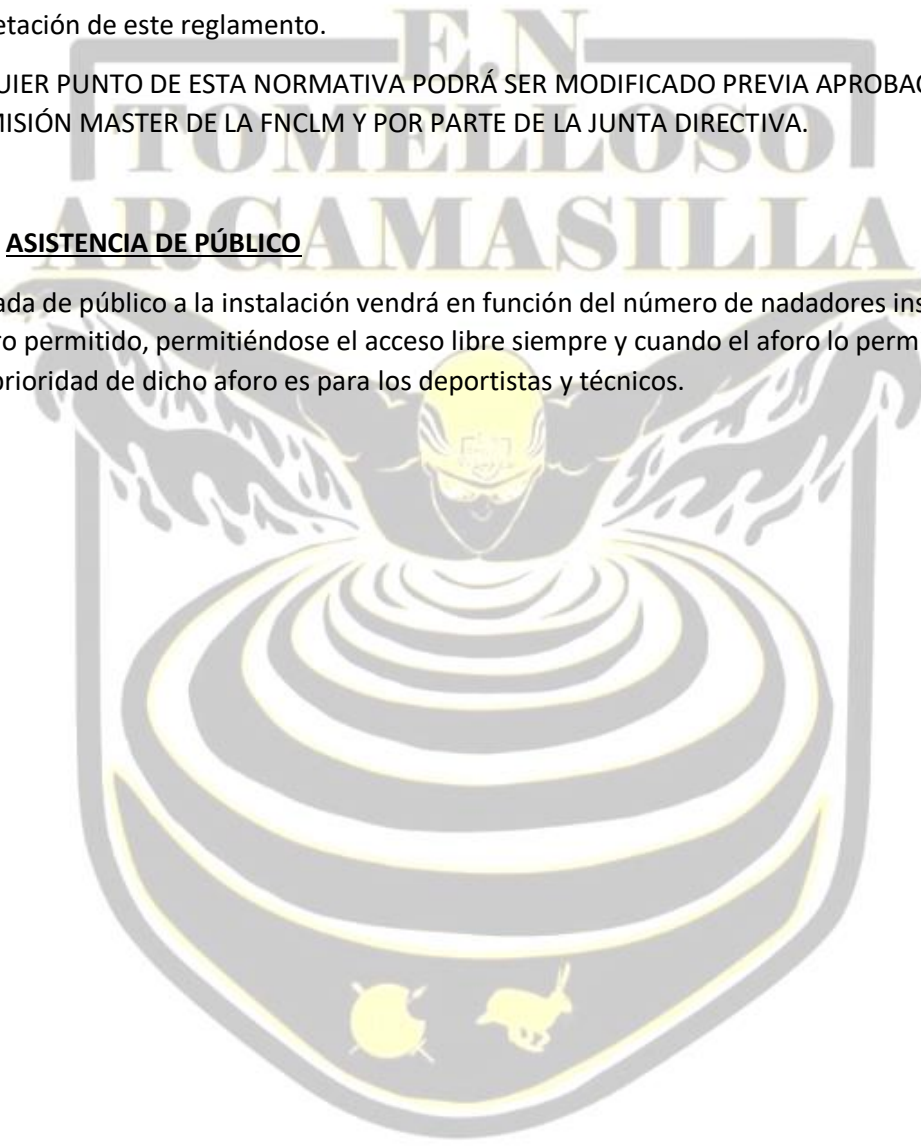 etación de este reglamento.
E.N
UIER PUNTO DE ESTA NORMATIVA PODRÁ SER MODIFICADO PREVIA APROBAC
MISIÓN MASTER DE LA FNCLM Y POR PARTE DE LA JUNTA DIRECTIVA.
TOMELLOSO
ARGAMASILLA
ASISTENCIA DE PÚBLICO
ada de público a la instalación vendrá en función del número de nadadores ins
o permitido, permitiéndose el acceso libre siempre y cuando el aforo lo perm
prioridad de dicho aforo es para los deportistas y técnicos.